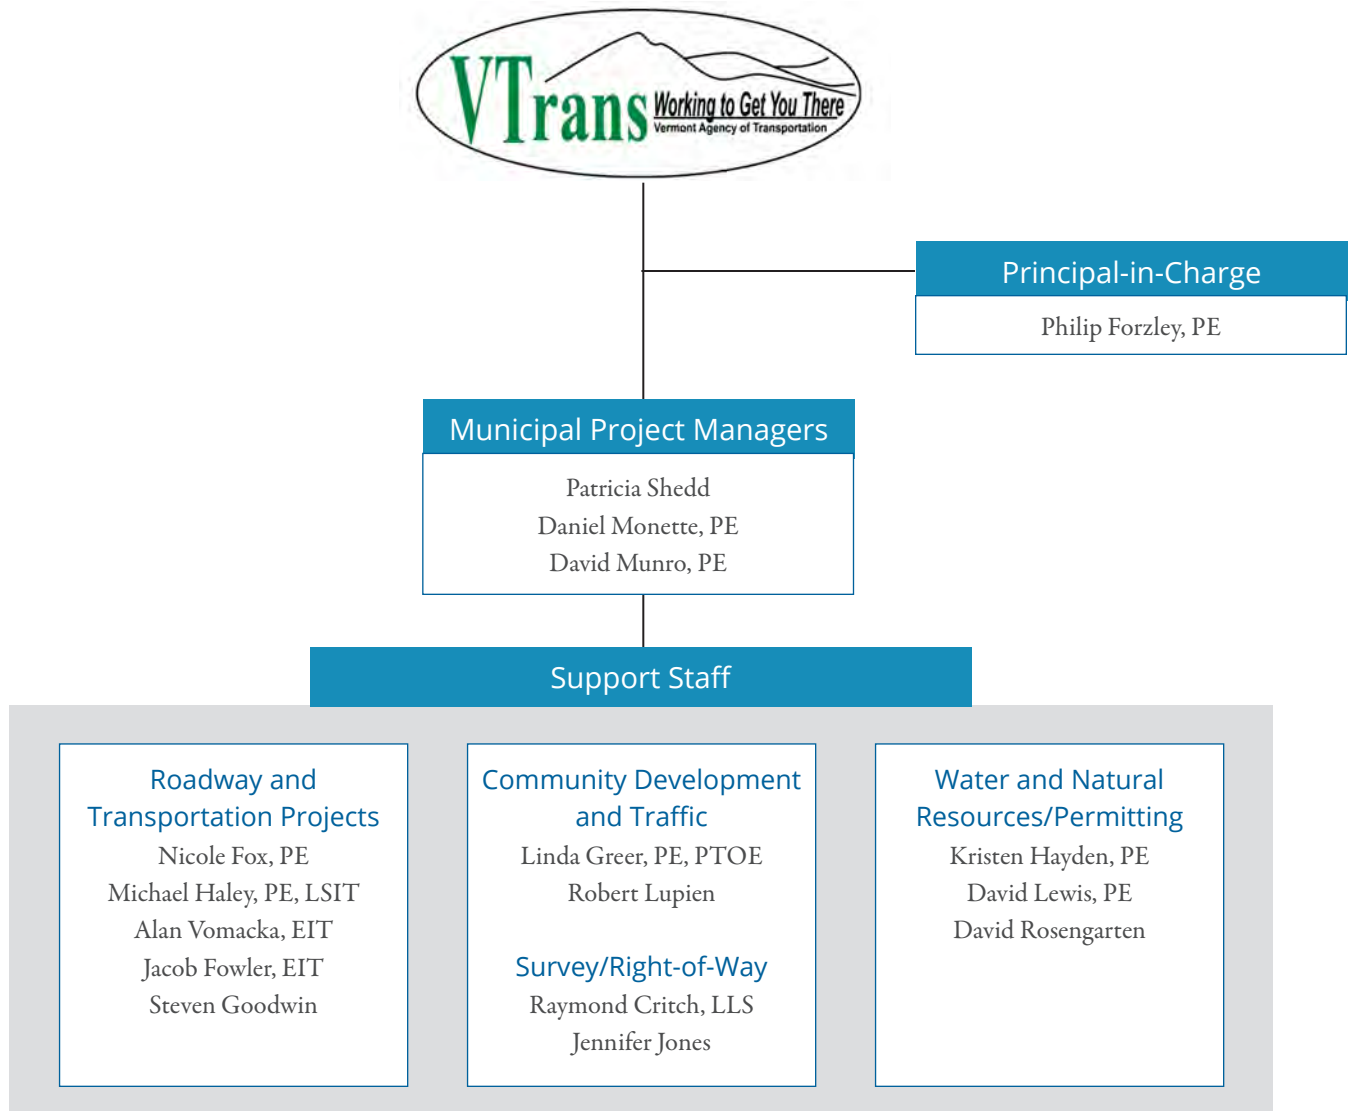 VTrans Working to Get You There
Vermont Agency of Transportation
Principal-in-Charge
Philip Forzley, PE
Municipal Project Managers
Patricia Shedd
Daniel Monette, PE
David Munro, PE
Support Staff
Roadway and
Transportation Projects
Nicole Fox, PE
Michael Haley, PE, LSIT
Alan Vomacka, EIT
Jacob Fowler, EIT
Steven Goodwin
Community Development
and Traffic
Linda Greer, PE, PTOE
Robert Lupien
Survey/Right-of-Way
Raymond Critch, LLS
Jennifer Jones
Water and Natural
Resources/Permitting
Kristen Hayden, PE
David Lewis, PE
David Rosengarten